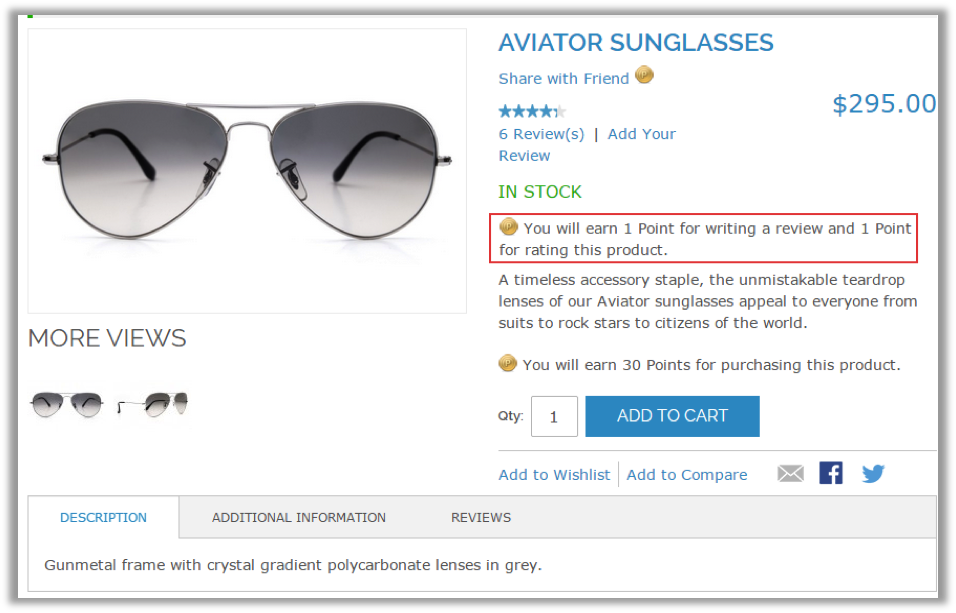 AVIATOR SUNGLASSES
Share with Friend
$295.00
6 Review(s) | Add Your
Review
IN STOCK
You will earn 1 Point for writing a review and 1 Point
for rating this product.
A timeless accessory staple, the unmistakable teardrop
lenses of our Aviator sunglasses appeal to everyone from
suits to rock stars to citizens of the world.
MORE VIEWS
You will earn 30 Points for purchasing this product.
Qty: 1 ADD TO CART
Add to Wishlist Add to Compare
DESCRIPTION ADDITIONAL INFORMATION REVIEWS
Gunmetal frame with crystal gradient polycarbonate lenses in grey.